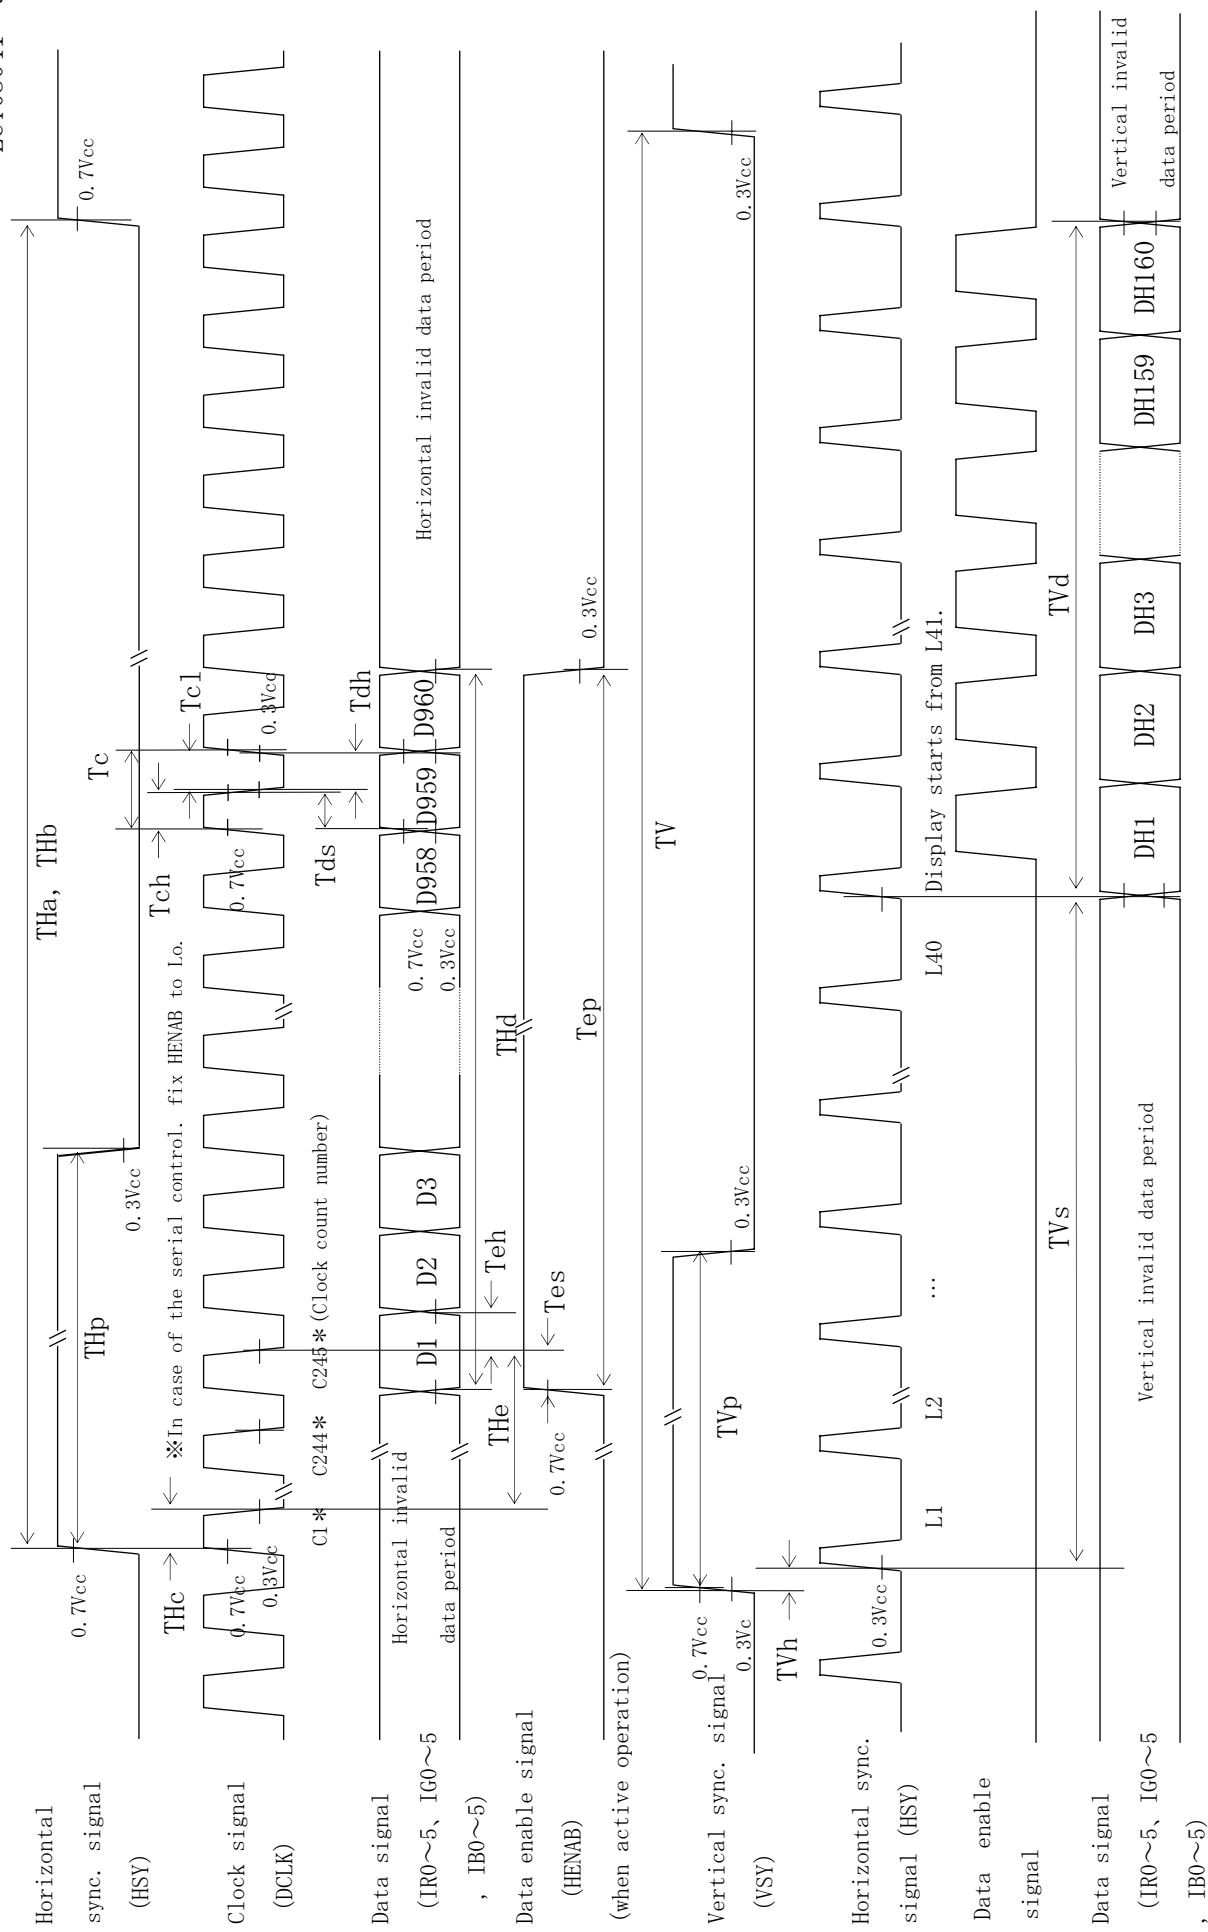 THa, THb
0.7Vcc
Horizontal
sync. signal
(HSY)
0.7Vcc
THp
0.3Vcc
Tc
Tch
Tcl
THc
※In case of the serial control. fix HENAB to Lo.
Clock signal
(DCLK)
0.7Vcc
0.3Vcc
0.7Vcc
0.3Vcc
C1* C244* C245*(Clock count number)
Tds
Tdh
Data signal
(IR0～5、IG0～5
, IB0～5)
Horizontal invalid
data period
D1
D2
D3
0.7Vcc
0.3Vcc
D958
D959
D960
Horizontal invalid data period
THe
Teh
THd
Data enable signal
(HENAB)
(when active operation)
0.7Vcc
Tes
Tep
0.3Vcc
TV
Vertical sync. signal
(VSY)
0.7Vcc
0.3Vc
TVp
0.3Vcc
0.3Vcc
TVh
Horizontal sync.
signal (HSY)
0.3Vcc
L1
L2
...
L40
Display starts from L41.
Data enable
signal
TVs
TVd
Data signal
(IR0～5、IG0～5
, IB0～5)
Vertical invalid data period
DH1
DH2
DH3
DH159
DH160
Vertical invalid
data period